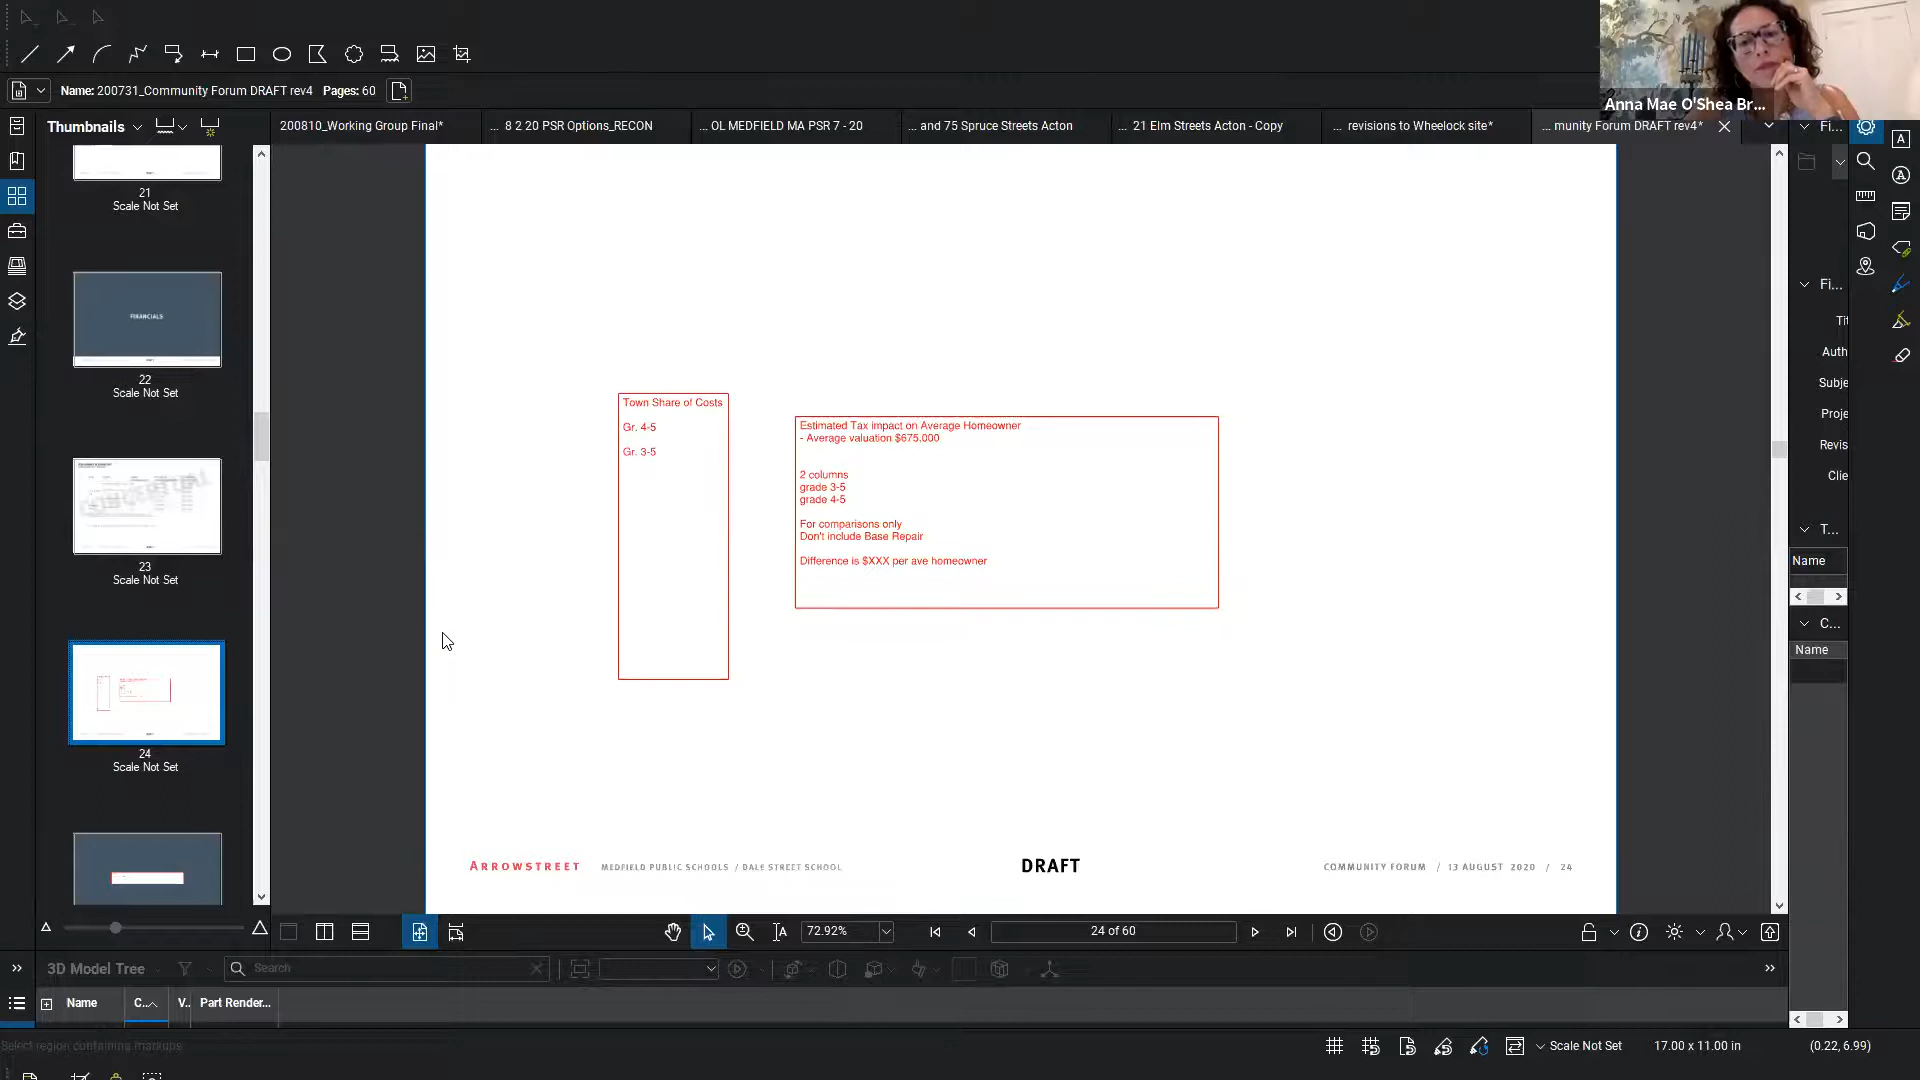 Name: 200731_Community Forum DRAFT rev4 Pages: 60
Anna Mae O'Shea Br...
Thumbnails
200810_Working Group Final*
... 8 2 20 PSR Options_RECON
... OL MEDFIELD MA PSR 7 - 20
... and 75 Spruce Streets Acton
... 21 Elm Streets Acton - Copy
... revisions to Wheelock site*
... munity Forum DRAFT rev4*
Fi...
21
Scale Not Set
FINANCIALS
22
Scale Not Set
23
Scale Not Set
24
Scale Not Set
Town Share of Costs
Gr. 4-5
Gr. 3-5
Estimated Tax impact on Average Homeowner
- Average valuation $675,000
2 columns
grade 3-5
grade 4-5
For comparisons only
Don't include Base Repair
Difference is $XXX per ave homeowner
ARROWSTREET MEDFIELD PUBLIC SCHOOLS / DALE STREET SCHOOL
DRAFT
COMMUNITY FORUM / 13 AUGUST 2020 / 24
Fi...
Tit
Auth
Subje
Proje
Revis
Clie
T...
Name
C...
Name
72.92%
24 of 60
3D Model Tree
Search
Name
C...
V..
Part Render...
Select region containing markups
Scale Not Set
17.00 x 11.00 in
(0.22, 6.99)